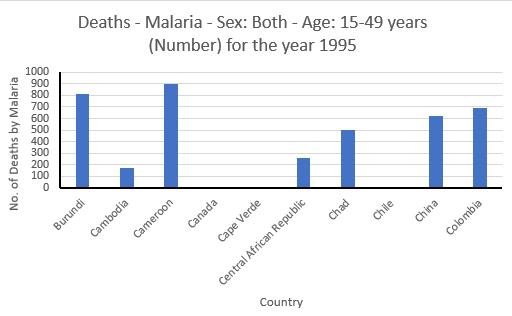 Deaths - Malaria - Sex: Both - Age: 15-49 years
(Number) for the year 1995
No. of Deaths by Malaria
1000
900
800
700
600
500
400
300
200
100
0
Burundi
Cambodia
Cameroon
Canada
Cape Verde
Central African Republic
Chad
Chile
China
Colombia
Country